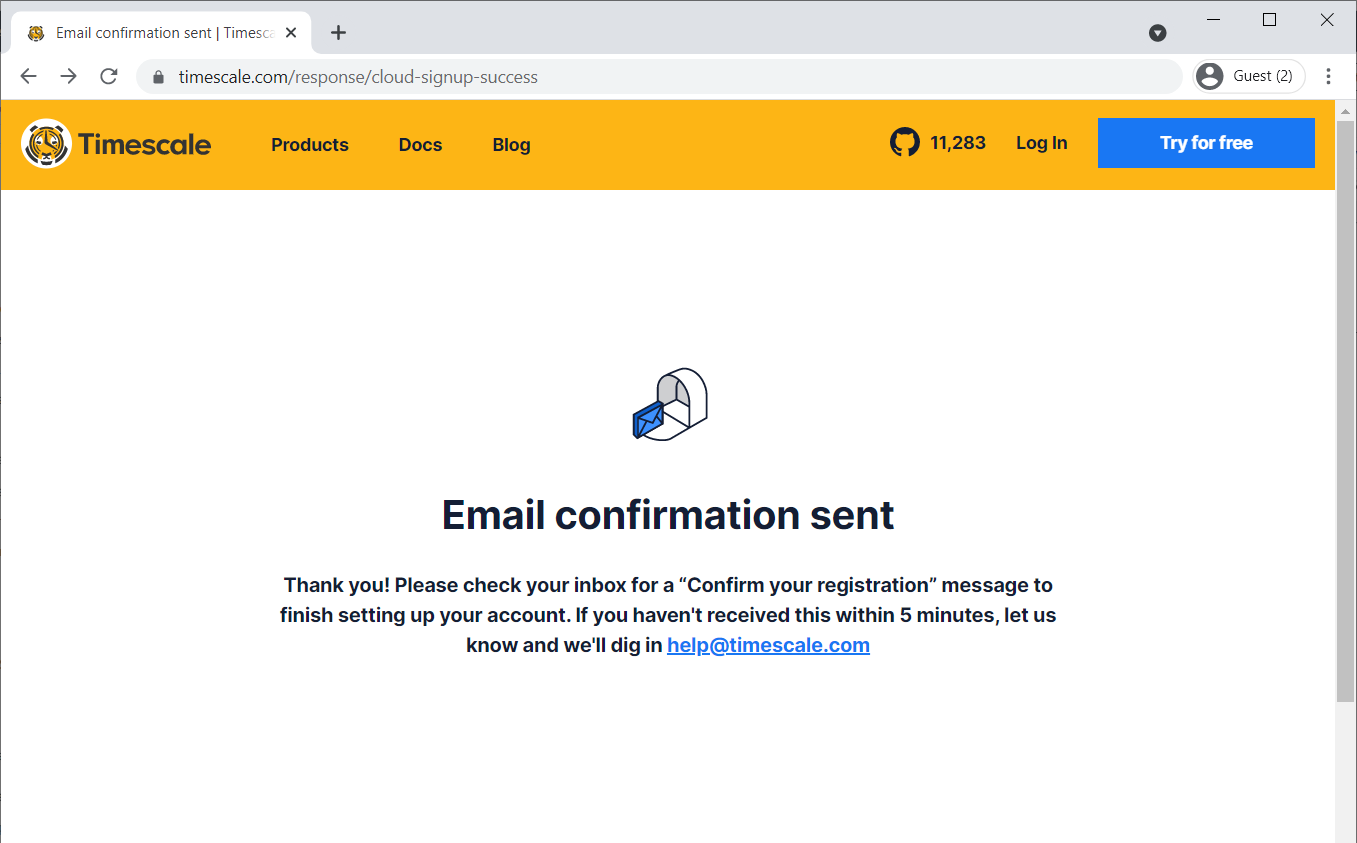 Email confirmation sent | Timesca
timescale.com/response/cloud-signup-success
Guest (2)
Timescale
Products
Docs
Blog
11,283
Log In
Try for free
Email confirmation sent
Thank you! Please check your inbox for a “Confirm your registration” message to
finish setting up your account. If you haven't received this within 5 minutes, let us
know and we'll dig in help@timescale.com